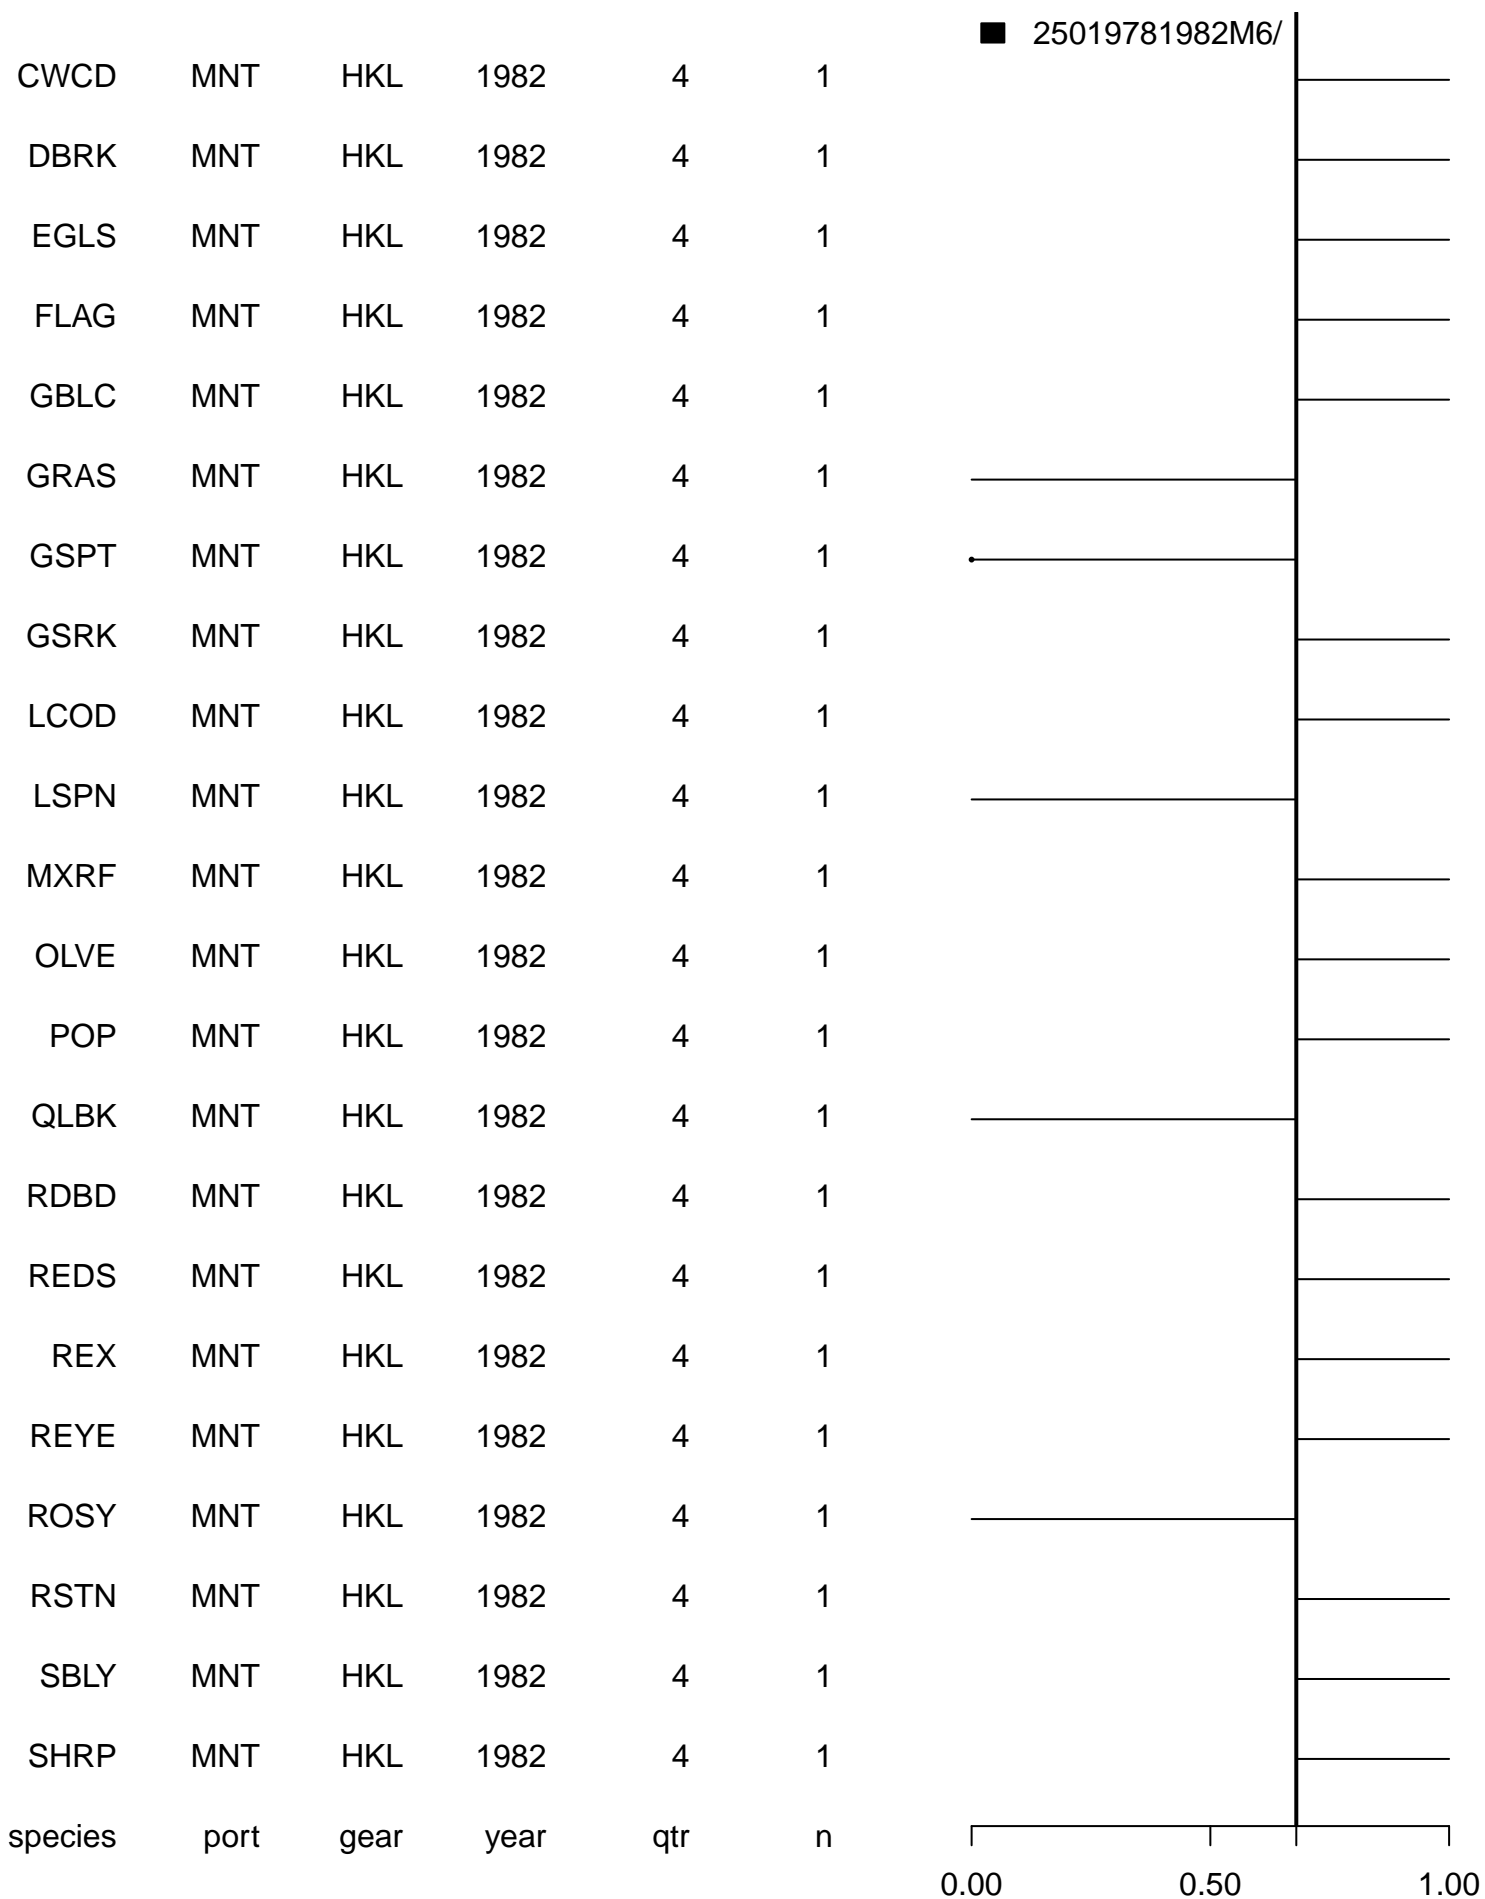 25019781982M6/
CWCD MNT HKL 1982 4 1
DBRK MNT HKL 1982 4 1
EGLS MNT HKL 1982 4 1
FLAG MNT HKL 1982 4 1
GBLC MNT HKL 1982 4 1
GRAS MNT HKL 1982 4 1
GSPT MNT HKL 1982 4 1
GSRK MNT HKL 1982 4 1
LCOD MNT HKL 1982 4 1
LSPN MNT HKL 1982 4 1
MXRF MNT HKL 1982 4 1
OLVE MNT HKL 1982 4 1
POP MNT HKL 1982 4 1
QLBK MNT HKL 1982 4 1
RDBD MNT HKL 1982 4 1
REDS MNT HKL 1982 4 1
REX MNT HKL 1982 4 1
REYE MNT HKL 1982 4 1
ROSY MNT HKL 1982 4 1
RSTN MNT HKL 1982 4 1
SBLY MNT HKL 1982 4 1
SHRP MNT HKL 1982 4 1
species port gear year qtr n
0.00 0.50 1.00